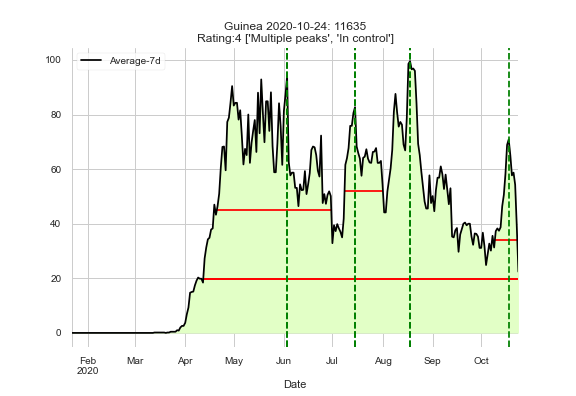 Guinea 2020-10-24: 11635
Rating:4 ['Multiple peaks', 'In control']
Average-7d
100
80
60
40
20
0
Feb Mar Apr May Jun Jul Aug Sep Oct
2020
Date